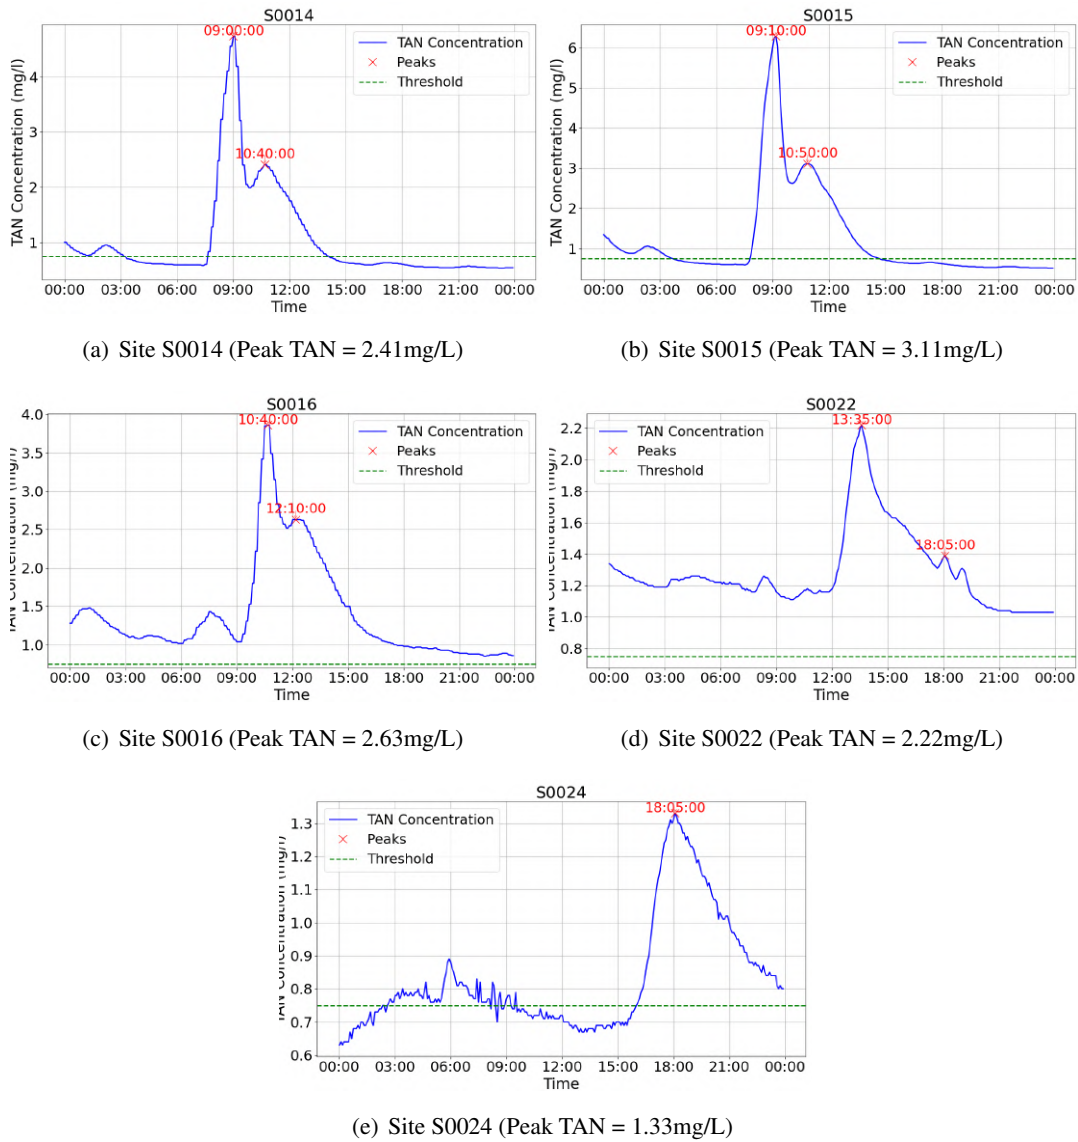 S0014
09:00:00
10:40:00
TAN Concentration
Peaks
Threshold
TAN Concentration (mg/l)
4
3
2
1
00:00 03:00 06:00 09:00 12:00 15:00 18:00 21:00 00:00
Time
(a) Site S0014 (Peak TAN = 2.41mg/L)
S0015
09:10:00
10:50:00
TAN Concentration
Peaks
Threshold
TAN Concentration (mg/l)
6
5
4
3
2
1
00:00 03:00 06:00 09:00 12:00 15:00 18:00 21:00 00:00
Time
(b) Site S0015 (Peak TAN = 3.11mg/L)
S0016
10:40:00
12:10:00
TAN Concentration
Peaks
Threshold
TAN Concentration (mg/l)
4.0
3.5
3.0
2.5
2.0
1.5
1.0
00:00 03:00 06:00 09:00 12:00 15:00 18:00 21:00 00:00
Time
(c) Site S0016 (Peak TAN = 2.63mg/L)
S0022
13:35:00
18:05:00
TAN Concentration
Peaks
Threshold
TAN Concentration (mg/l)
2.2
2.0
1.8
1.6
1.4
1.2
1.0
0.8
00:00 03:00 06:00 09:00 12:00 15:00 18:00 21:00 00:00
Time
(d) Site S0022 (Peak TAN = 2.22mg/L)
S0024
18:05:00
TAN Concentration
Peaks
Threshold
TAN Concentration (mg/l)
1.3
1.2
1.1
1.0
0.9
0.8
0.7
0.6
00:00 03:00 06:00 09:00 12:00 15:00 18:00 21:00 00:00
Time
(e) Site S0024 (Peak TAN = 1.33mg/L)